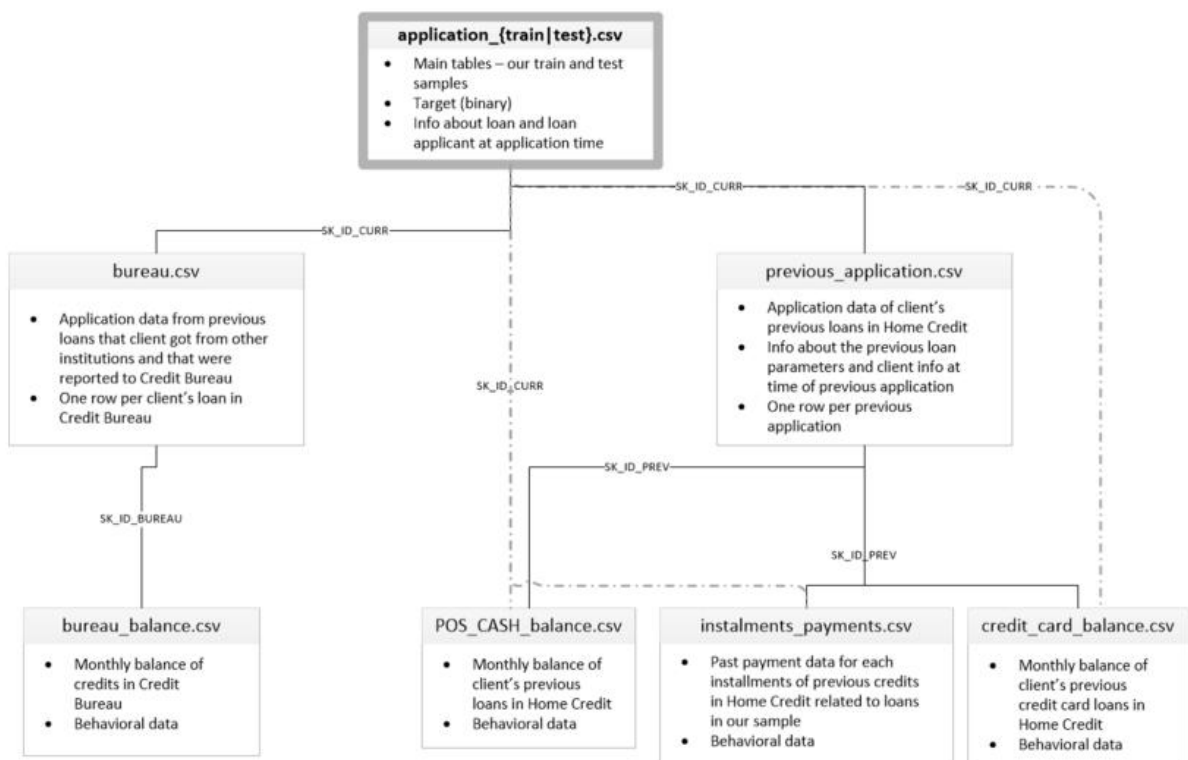 application_{train|test}.csv
• Main tables – our train and test
samples
• Target (binary)
• Info about loan and loan
applicant at application time
SK_ID_CURR
SK_ID_CURR
SK_ID_CURR
bureau.csv
• Application data from previous
loans that client got from other
institutions and that were
reported to Credit Bureau
• One row per client's loan in
Credit Bureau
previous_application.csv
• Application data of client's
previous loans in Home Credit
• Info about the previous loan
parameters and client info at
time of previous application
• One row per previous
application
SK_ID_CURR
SK_ID_PREV
SK_ID_BUREAU
SK_ID_PREV
bureau_balance.csv
• Monthly balance of
credits in Credit
Bureau
• Behavioral data
POS_CASH_balance.csv
• Monthly balance of
client's previous
loans in Home Credit
• Behavioral data
instalments_payments.csv
• Past payment data for each
installments of previous credits
in Home Credit related to loans
in our sample
• Behavioral data
credit_card_balance.csv
• Monthly balance of
client's previous
credit card loans in
Home Credit
• Behavioral data